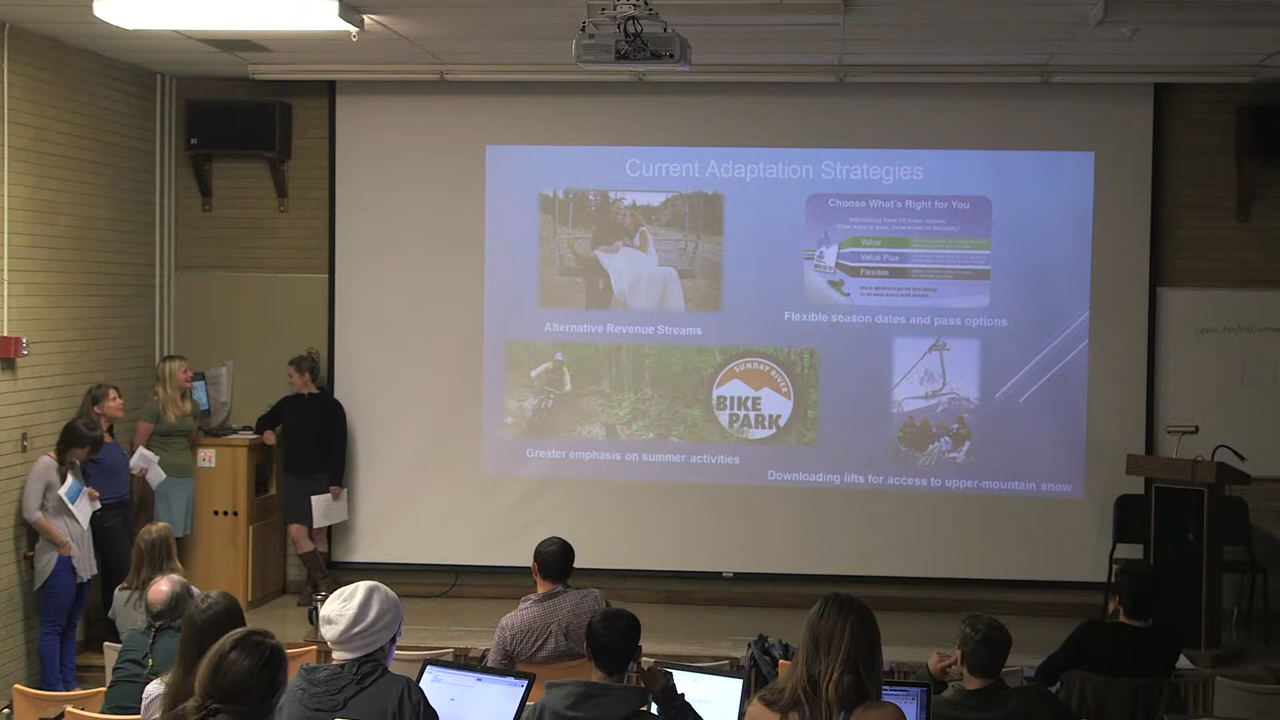 Current Adaptation Strategies
Choose What's Right for You
Value
Value Plus
Flexible
Alternative Revenue Streams
Flexible season dates and pass options
SUNDAY RIVER
BIKE
PARK
Greater emphasis on summer activities
Downloading lifts for access to upper-mountain snow